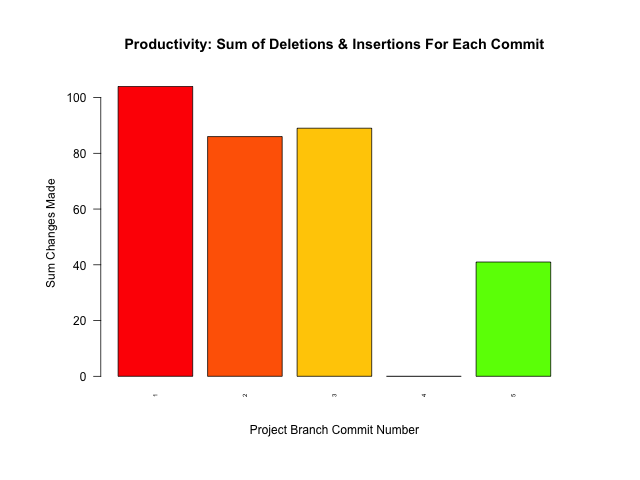 Productivity: Sum of Deletions & Insertions For Each Commit
Sum Changes Made
100
80
60
40
20
0
1 2 3 4 5
Project Branch Commit Number